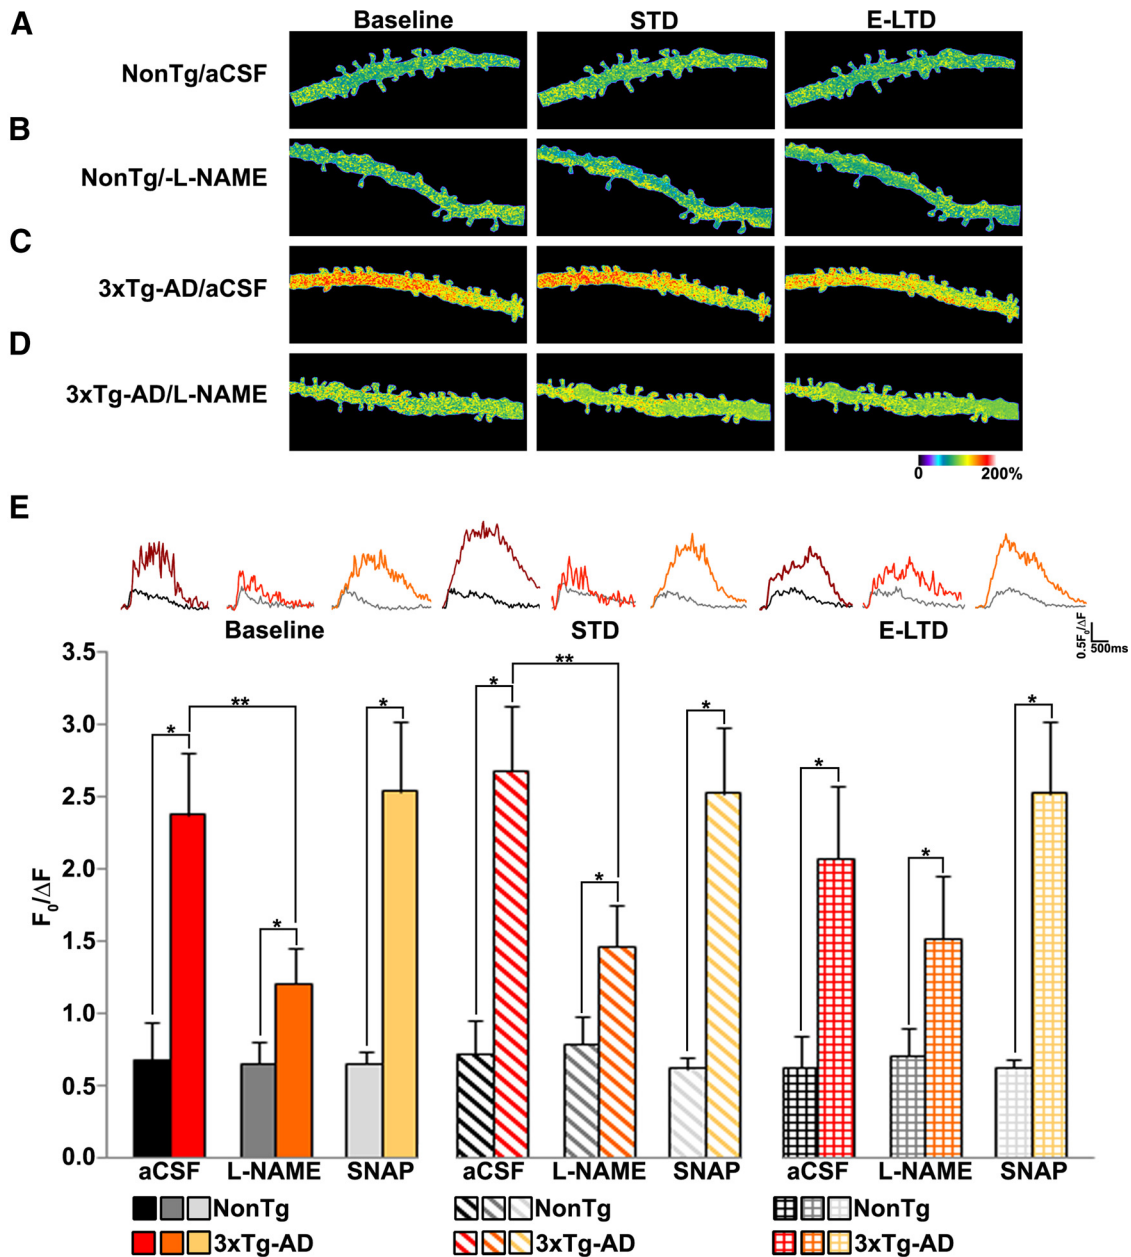 A
Baseline STD E-LTD
NonTg/aCSF
B
NonTg/-L-NAME
C
3xTg-AD/aCSF
D
3xTg-AD/L-NAME
0 200%
E
Baseline STD E-LTD
0.5F0/ΔF
500ms
3.5
3.0
2.5
2.0
1.5
1.0
0.5
0.0
F0/ΔF
* ** * * ** * * * * *
*
aCSF L-NAME SNAP aCSF L-NAME SNAP aCSF L-NAME SNAP
NonTg NonTg NonTg
3xTg-AD 3xTg-AD 3xTg-AD